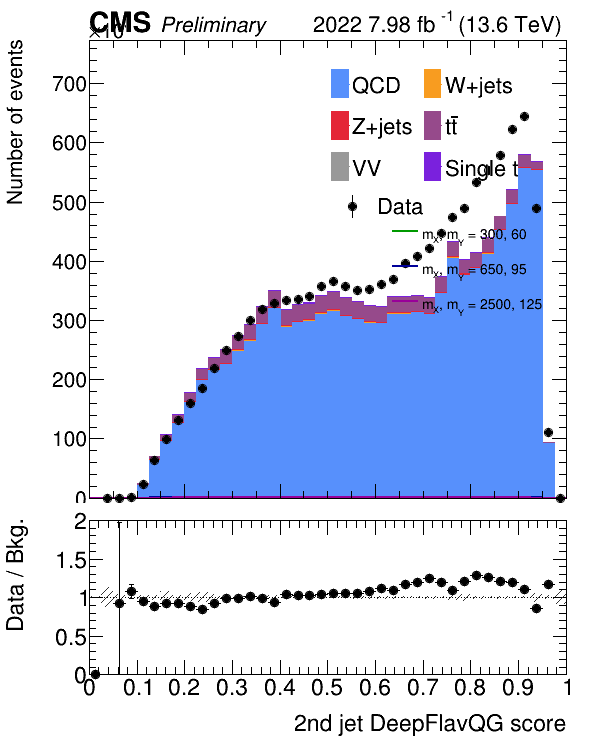 CMS Preliminary 2022 7.98 fb⁻¹ (13.6 TeV)
Number of events
700
600
500
400
300
200
100
0
QCD W+jets
Z+jets tt̄
VV Single t
Data
m_X, m_Y = 300, 60
m_X, m_Y = 650, 95
m_X, m_Y = 2500, 125
Data / Bkg.
2
1.5
1
0.5
0
0 0.1 0.2 0.3 0.4 0.5 0.6 0.7 0.8 0.9 1
2nd jet DeepFlavQG score